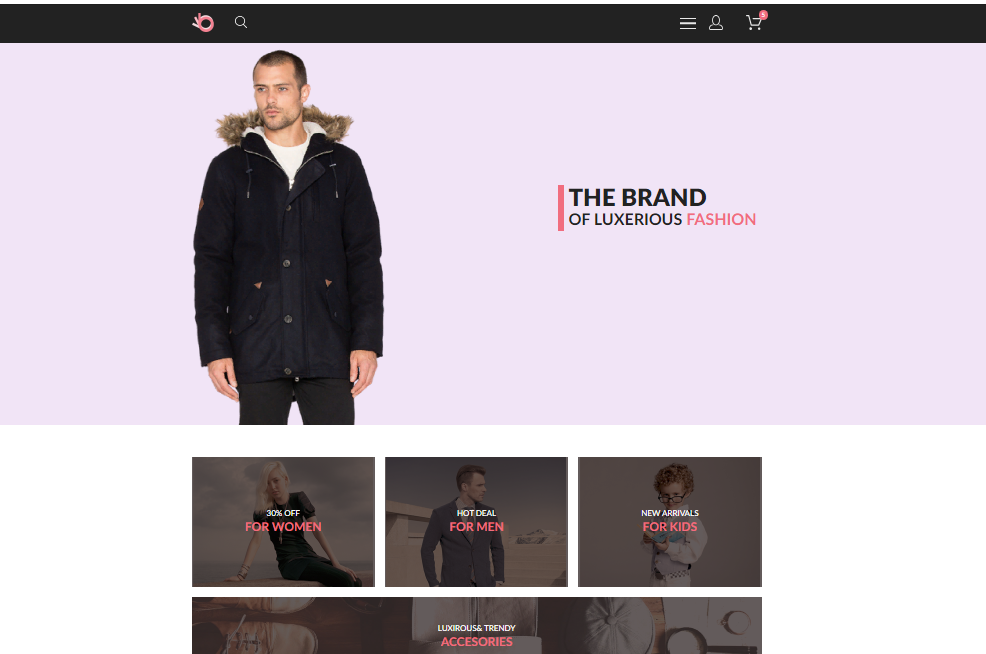 5
THE BRAND
OF LUXERIOUS FASHION
30% OFF
FOR WOMEN
HOT DEAL
FOR MEN
NEW ARRIVALS
FOR KIDS
LUXIROUS& TRENDY
ACCESORIES